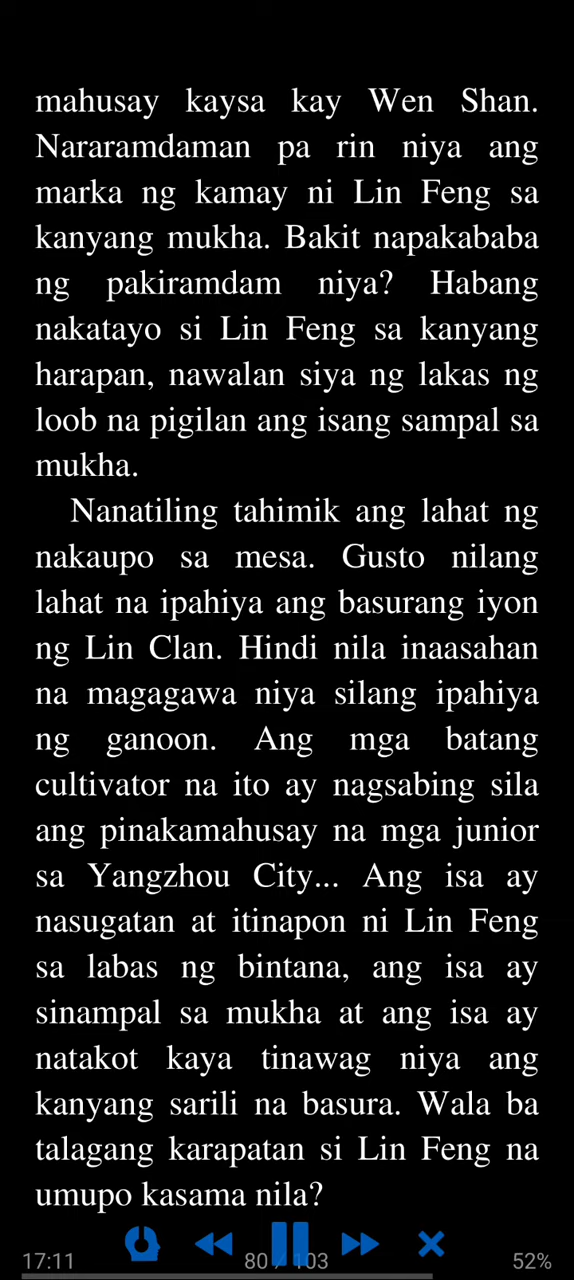 mahusay kaysa kay Wen Shan.
Nararamdaman pa rin niya ang
marka ng kamay ni Lin Feng sa
kanyang mukha. Bakit napakababa
ng pakiramdam niya? Habang
nakatayo si Lin Feng sa kanyang
harapan, nawalan siya ng lakas ng
loob na pigilan ang isang sampal sa
mukha.
Nanatiling tahimik ang lahat ng
nakaupo sa mesa. Gusto nilang
lahat na ipahiya ang basurang iyon
ng Lin Clan. Hindi nila inaasahan
na magagawa niya silang ipahiya
ng ganoon. Ang mga batang
cultivator na ito ay nagsabing sila
ang pinakamahusay na mga junior
sa Yangzhou City... Ang isa ay
nasugatan at itinapon ni Lin Feng
sa labas ng bintana, ang isa ay
sinampal sa mukha at ang isa ay
natakot kaya tinawag niya ang
kanyang sarili na basura. Wala ba
talagang karapatan si Lin Feng na
umupo kasama nila?
17:11 80 / 103 52%